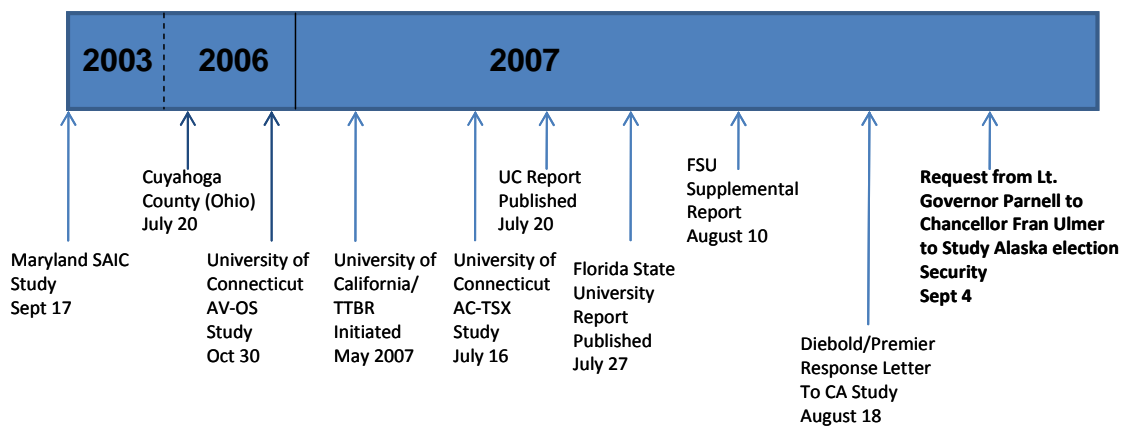 2003
2006
2007
Maryland SAIC
Study
Sept 17
Cuyahoga
County (Ohio)
July 20
University of
Connecticut
AV-OS
Study
Oct 30
University of
California/
TTBR
Initiated
May 2007
University of
Connecticut
AC-TSX
Study
July 16
UC Report
Published
July 20
Florida State
University
Report
Published
July 27
FSU
Supplemental
Report
August 10
Diebold/Premier
Response Letter
To CA Study
August 18
Request from Lt.
Governor Parnell to
Chancellor Fran Ulmer
to Study Alaska election
Security
Sept 4